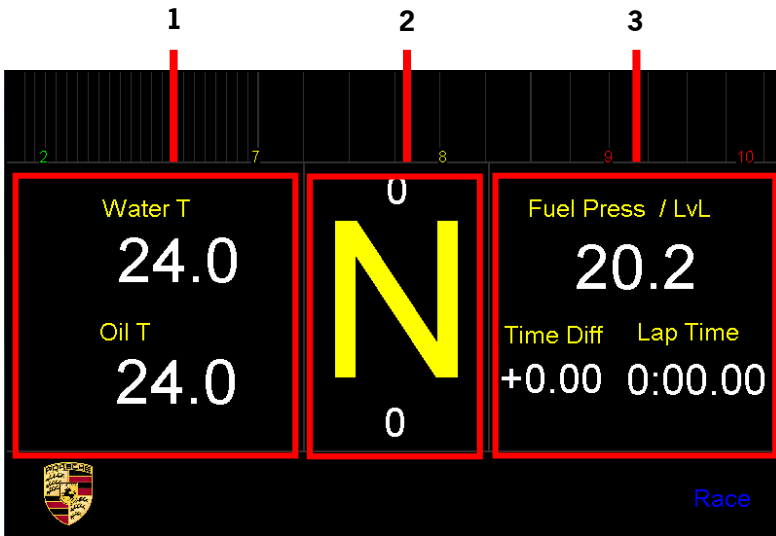 1 2 3
2 7 8 9 10
0
Water T
Fuel Press / LvL
24.0
N
20.2
Oil T
Time Diff Lap Time
24.0
+0.00 0:00.00
0
PORSCHE
Race